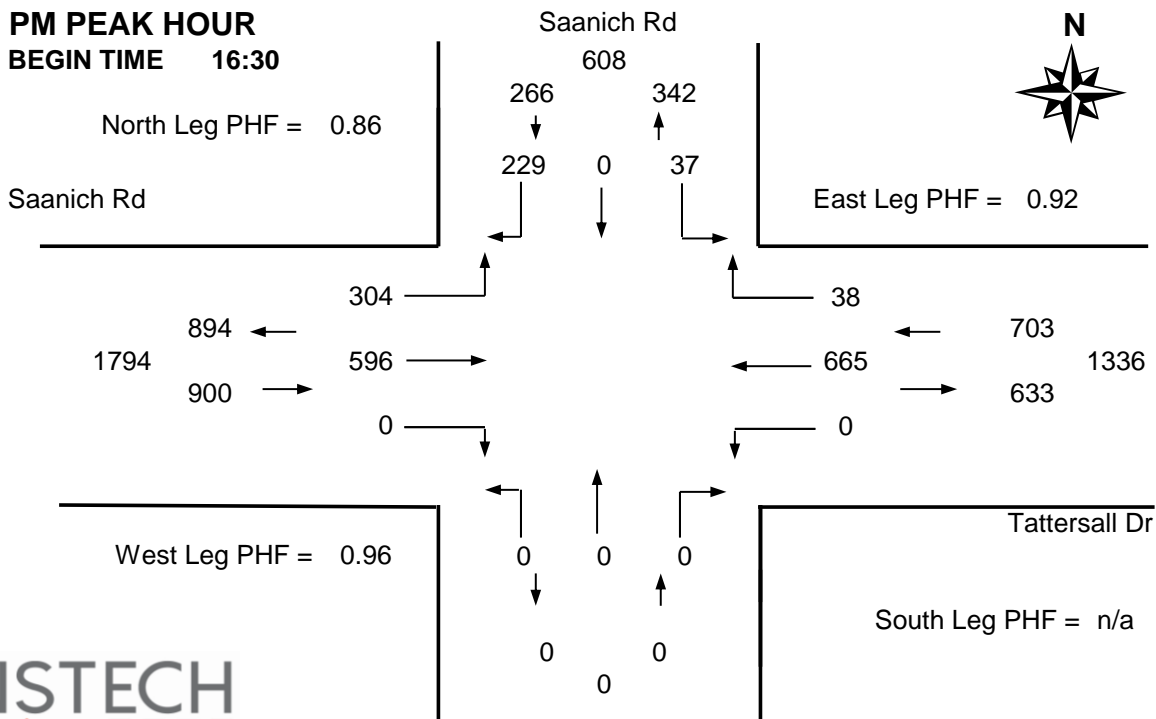 PM PEAK HOUR
BEGIN TIME 16:30
Saanich Rd
N
608
266 342
North Leg PHF = 0.86
229 0 37
Saanich Rd
East Leg PHF = 0.92
304 38
894 703
1794 596 665 1336
900 633
0 0
Tattersall Dr
West Leg PHF = 0.96
0 0 0
South Leg PHF = n/a
0 0
0
ISTECH